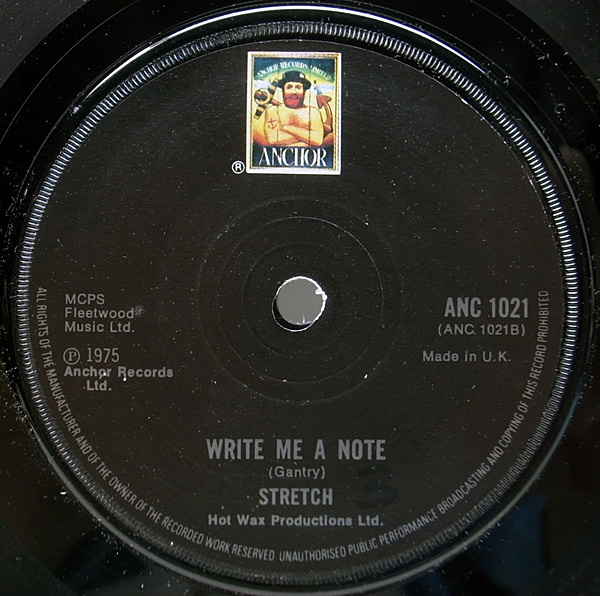 ANCHOR RECORDS LIMITED
ANCHOR
®
MCPS
Fleetwood
Music Ltd.
℗ 1975
Anchor Records
Ltd.
ANC 1021
(ANC. 1021B)
Made in U.K.
WRITE ME A NOTE
(Gantry)
STRETCH
Hot Wax Productions Ltd.
ALL RIGHTS OF THE MANUFACTURER AND OF THE OWNER OF THE RECORDED WORK RESERVED UNAUTHORISED PUBLIC PERFORMANCE BROADCASTING AND COPYING OF THIS RECORD PROHIBITED